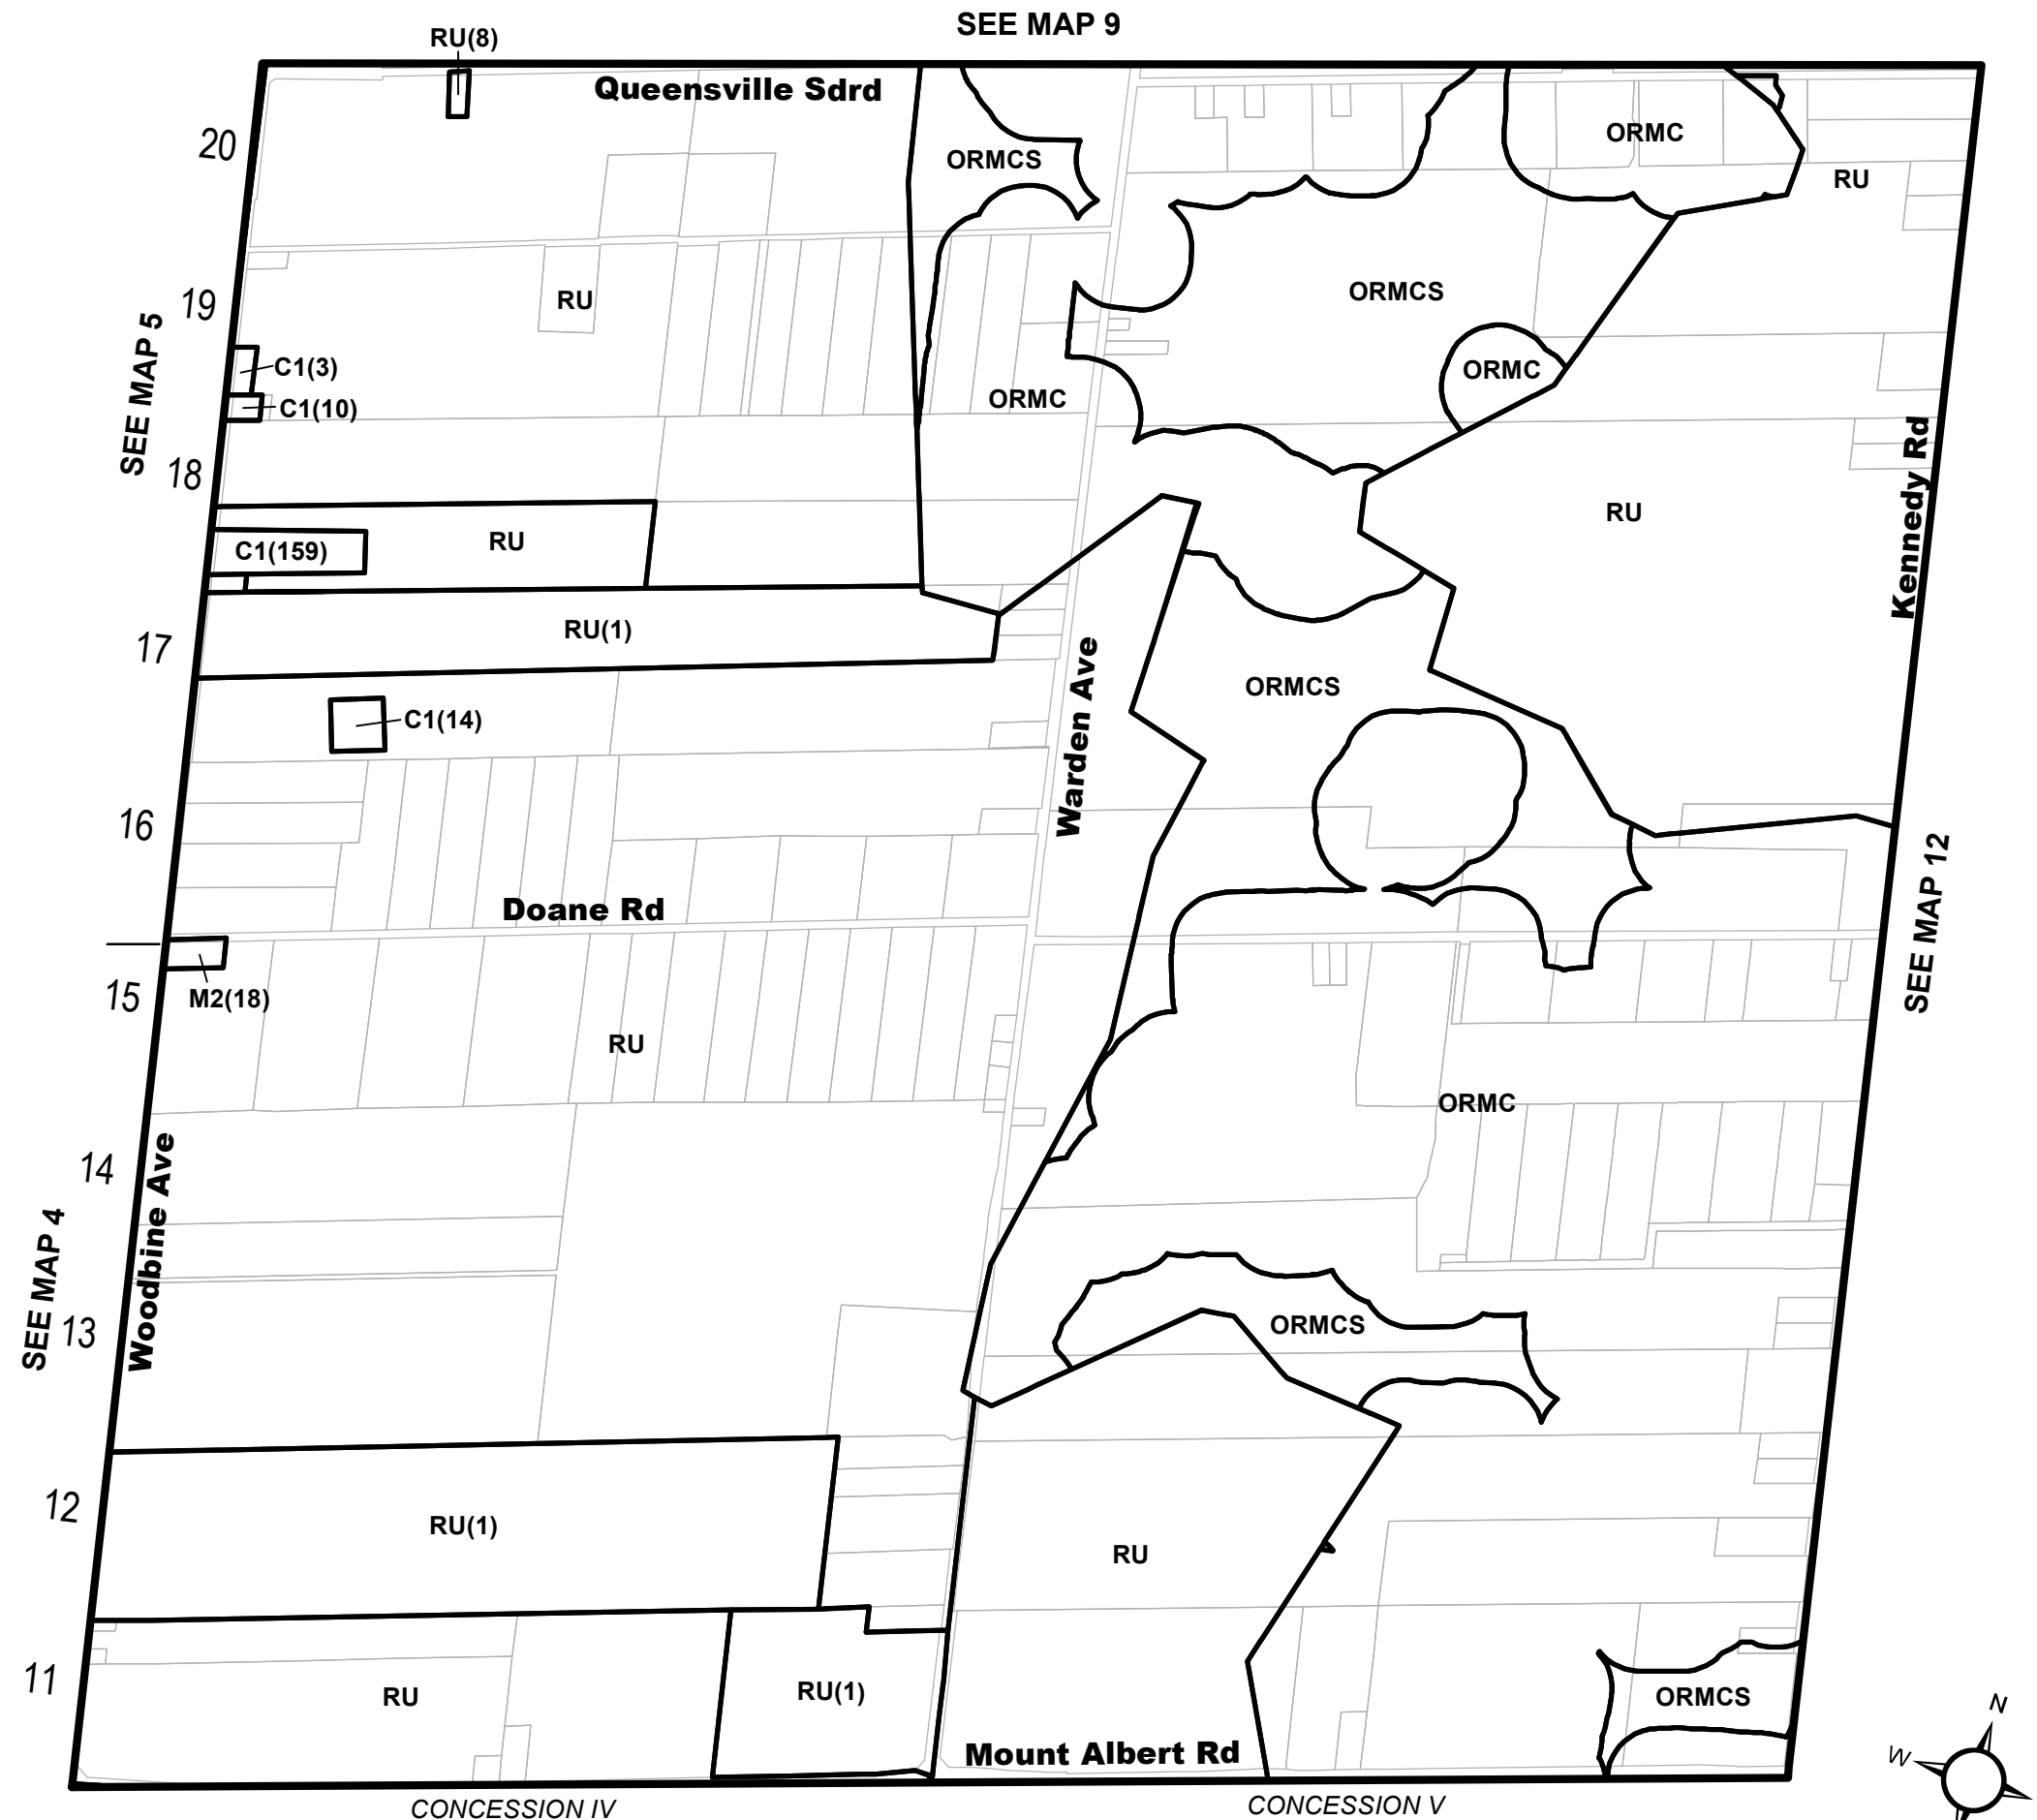 SEE MAP 9
RU(8)
Queensville Sdrd
20
ORMCS
ORMC
RU
19
RU
ORMCS
SEE MAP 5
C1(3)
ORMC
C1(10)
ORMC
18
RU
Kennedy Rd
C1(159)
RU
17
RU(1)
ORMCS
Warden Ave
C1(14)
16
Doane Rd
SEE MAP 12
15
M2(18)
RU
ORMC
14
Woodbine Ave
SEE MAP 4
13
ORMCS
12
RU(1)
RU
11
RU
RU(1)
ORMCS
N
Mount Albert Rd
W
CONCESSION IV
CONCESSION V